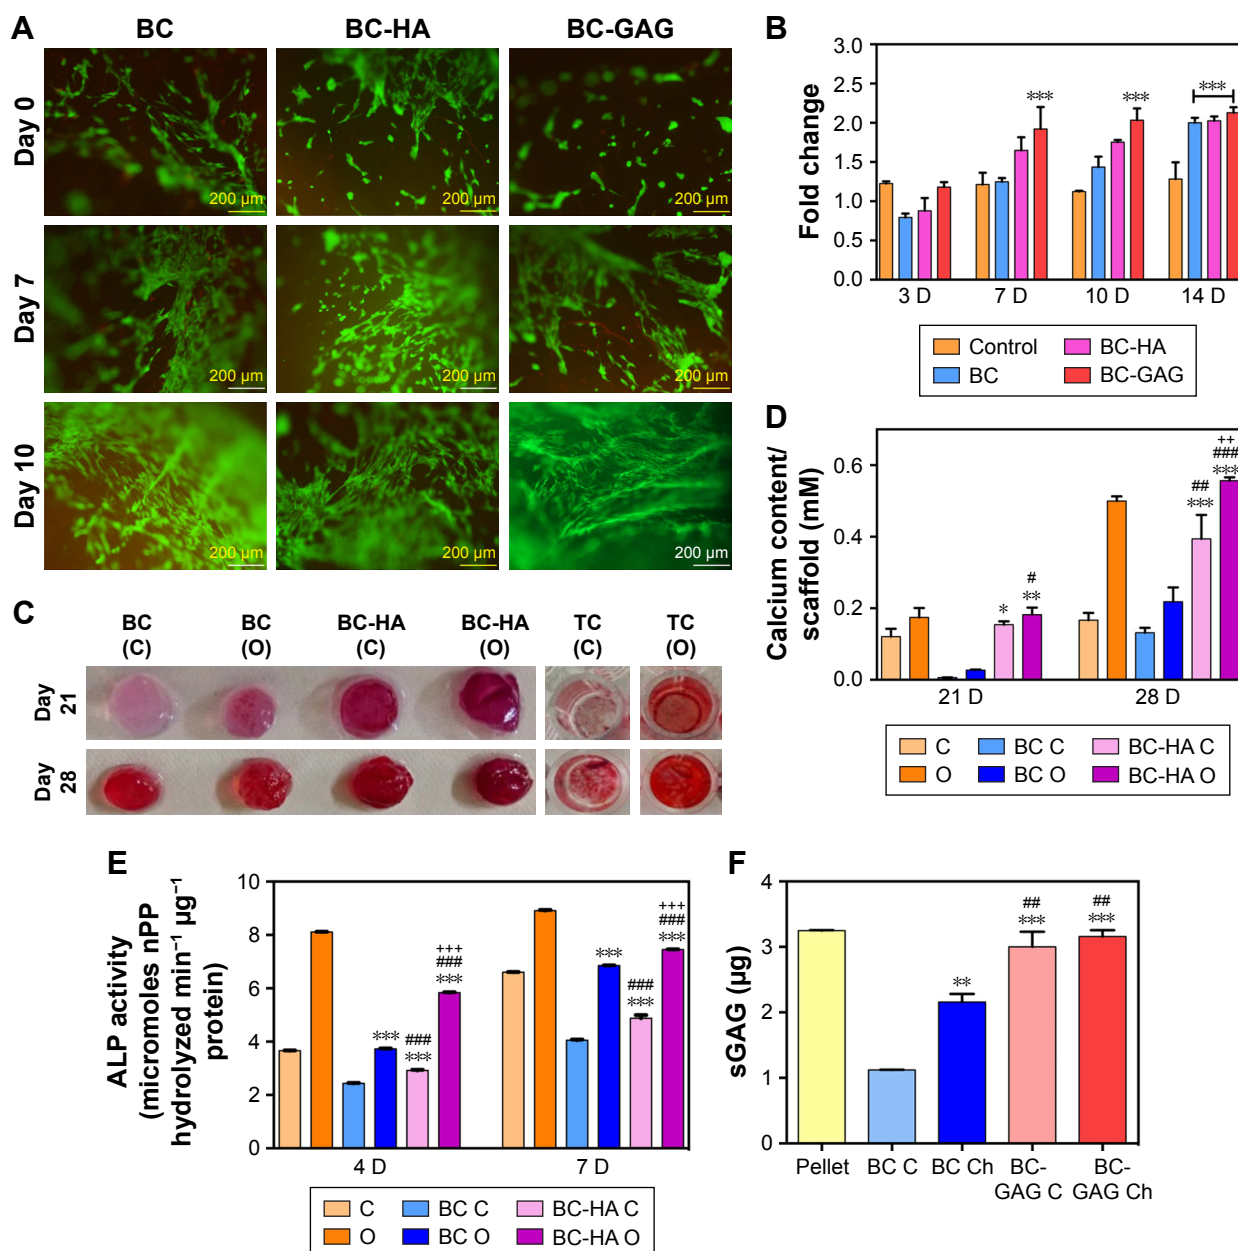 A
BC
BC-HA
BC-GAG
Day 0
200 µm
200 µm
200 µm
Day 7
200 µm
200 µm
200 µm
Day 10
200 µm
200 µm
200 µm
B
Fold change
3.0
2.5
2.0
1.5
1.0
0.5
0.0
***
***
***
3 D
7 D
10 D
14 D
Control
BC-HA
BC
BC-GAG
C
BC
(C)
BC
(O)
BC-HA
(C)
BC-HA
(O)
TC
(C)
TC
(O)
Day
21
Day
28
D
Calcium content/
scaffold (mM)
0.6
0.4
0.2
0.0
*
#
**
##
***
++
###
***
21 D
28 D
C
BC C
BC-HA C
O
BC O
BC-HA O
E
ALP activity
(micromoles nPP
hydrolyzed min⁻¹ µg⁻¹
protein)
10
8
6
4
2
0
***
###
***
+++
###
***
***
###
***
+++
###
***
4 D
7 D
C
BC C
BC-HA C
O
BC O
BC-HA O
F
sGAG (µg)
4
3
2
1
0
**
##
***
##
***
Pellet
BC C
BC Ch
BC-
GAG C
BC-
GAG Ch